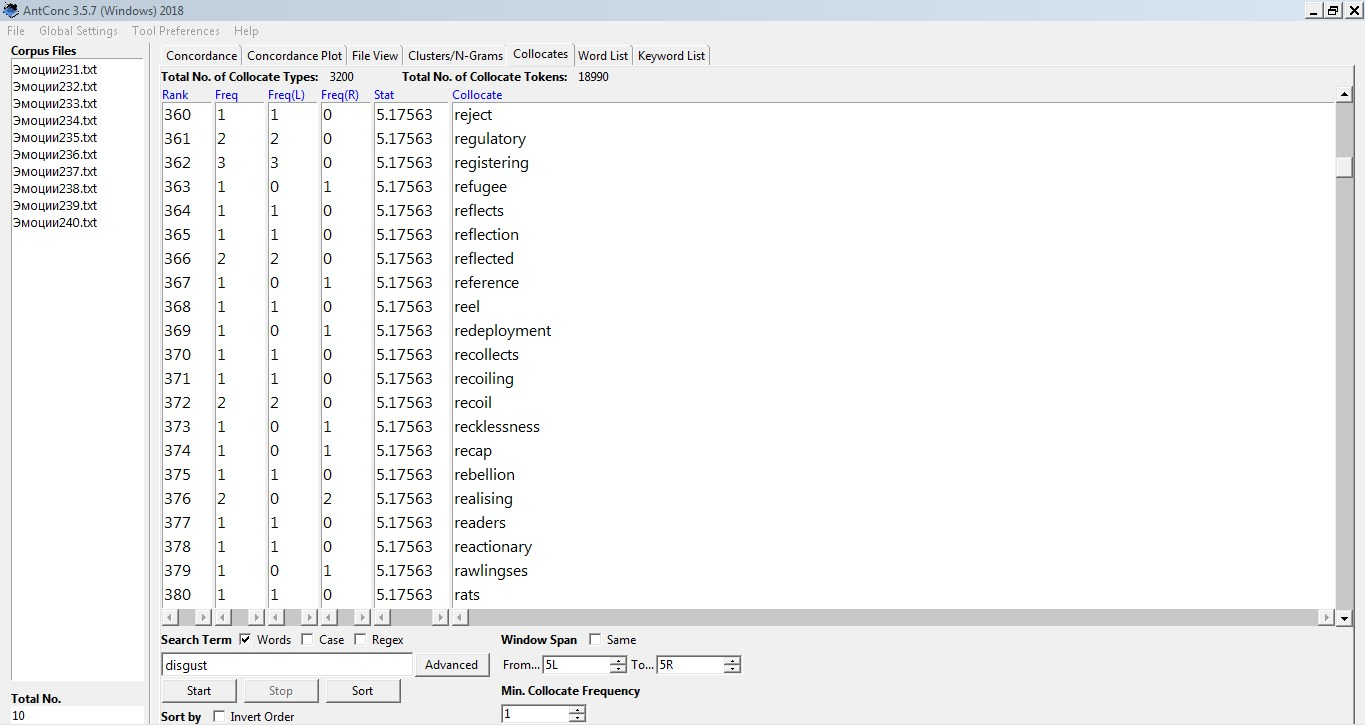 AntConc 3.5.7 (Windows) 2018
File Global Settings Tool Preferences Help
Corpus Files
Эмоции231.txt
Эмоции232.txt
Эмоции233.txt
Эмоции234.txt
Эмоции235.txt
Эмоции236.txt
Эмоции237.txt
Эмоции238.txt
Эмоции239.txt
Эмоции240.txt
Total No.
10
Concordance Concordance Plot File View Clusters/N-Grams Collocates Word List Keyword List
Total No. of Collocate Types: 3200 Total No. of Collocate Tokens: 18990
Rank Freq Freq(L) Freq(R) Stat Collocate
360 1 1 0 5.17563 reject
361 2 2 0 5.17563 regulatory
362 3 3 0 5.17563 registering
363 1 0 1 5.17563 refugee
364 1 1 0 5.17563 reflects
365 1 1 0 5.17563 reflection
366 2 2 0 5.17563 reflected
367 1 0 1 5.17563 reference
368 1 1 0 5.17563 reel
369 1 0 1 5.17563 redeployment
370 1 1 0 5.17563 recollects
371 1 1 0 5.17563 recoiling
372 2 2 0 5.17563 recoil
373 1 0 1 5.17563 recklessness
374 1 0 1 5.17563 recap
375 1 1 0 5.17563 rebellion
376 2 0 2 5.17563 realising
377 1 1 0 5.17563 readers
378 1 1 0 5.17563 reactionary
379 1 0 1 5.17563 rawlingses
380 1 1 0 5.17563 rats
Search Term Words Case Regex Window Span Same
disgust Advanced From... 5L To... 5R
Start Stop Sort Min. Collocate Frequency
Sort by Invert Order 1